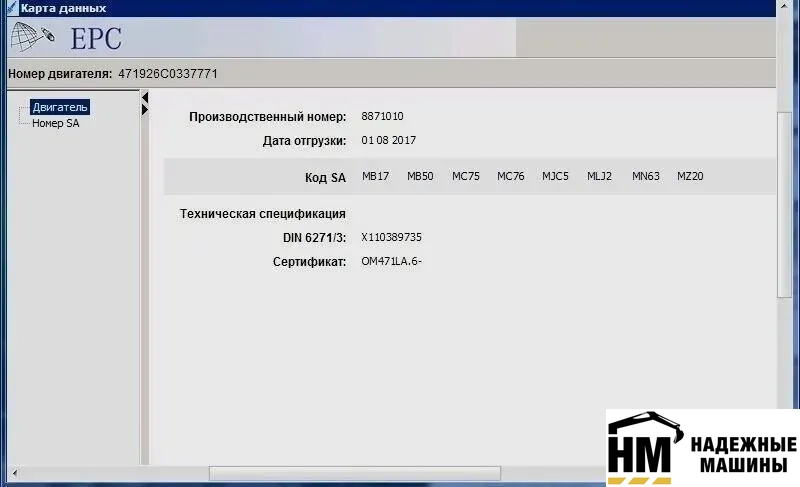 Карта данных
EPC
Номер двигателя: 471926C0337771
Двигатель
Номер SA
Производственный номер: 8871010
Дата отгрузки: 01 08 2017
Код SA MB17 MB50 MC75 MC76 MJC5 MLJ2 MN63 MZ20
Техническая спецификация
DIN 6271/3: X110389735
Сертификат: OM471LA.6-
НМ НАДЕЖНЫЕ
МАШИНЫ